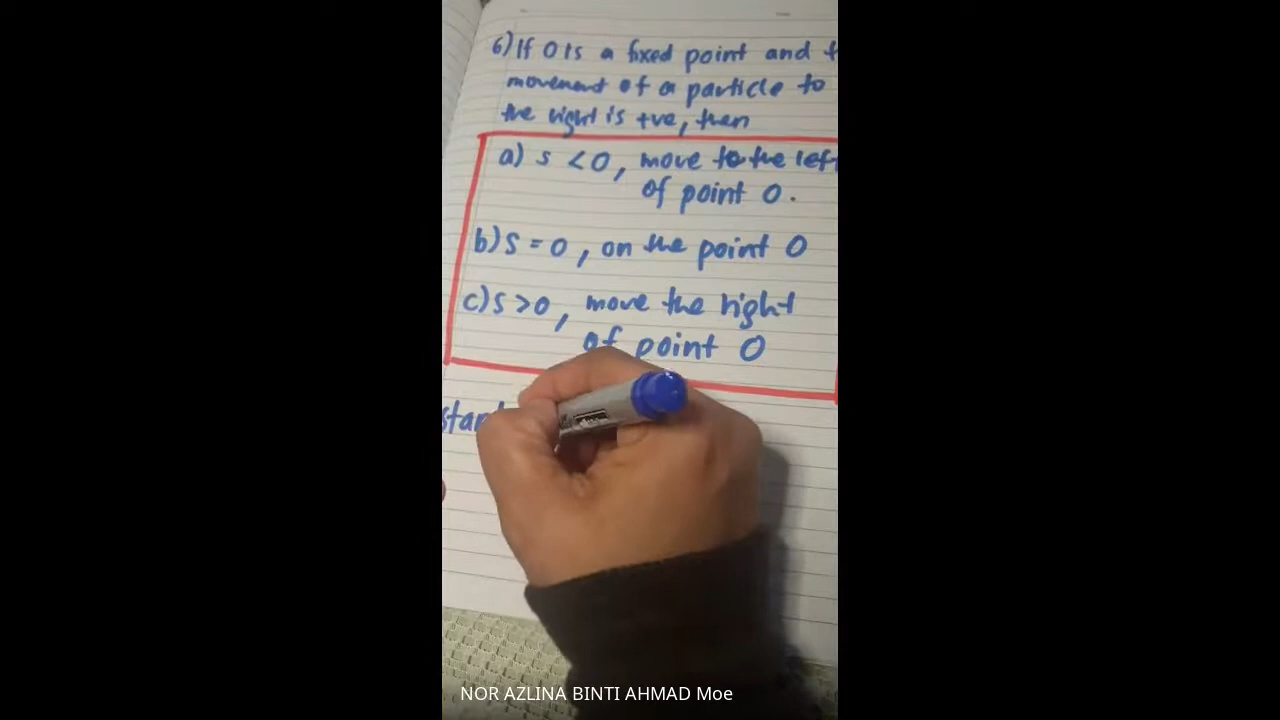 6) If O is a fixed point and
movement of a particle to
the right is +ve, then
a) s < 0, move to the left
of point O.
b) S = 0, on the point O
c) S > 0, move the right
of point O
NOR AZLINA BINTI AHMAD Moe